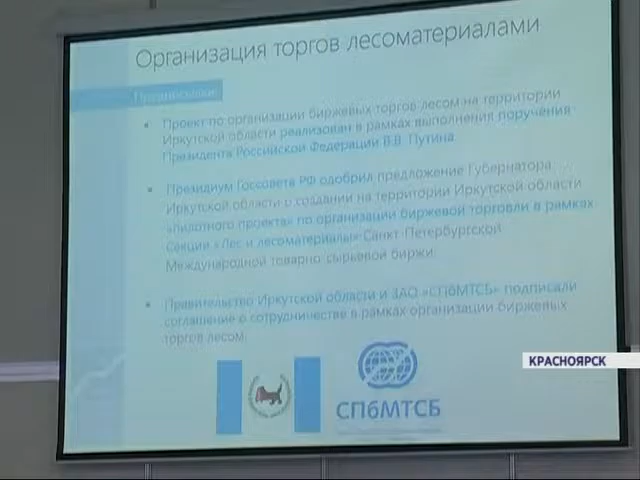 Организация торгов лесоматериалами
Предпосылки
Проект по организации биржевых торгов лесом на территории
Иркутской области реализован в рамках выполнения поручения
Президента Российской Федерации В.В. Путина
Президиум Госсовета РФ одобрил предложение Губернатора
Иркутской области о создании на территории Иркутской области
«пилотного проекта» по организации биржевой торговли в рамках
Секции «Лес и лесоматериалы» Санкт-Петербургской
Международной товарно-сырьевой биржи
Правительство Иркутской области и ЗАО «СПбМТСБ» подписали
соглашение о сотрудничестве в рамках организации биржевых
торгов лесом
КРАСНОЯРСК
СПбМТСБ